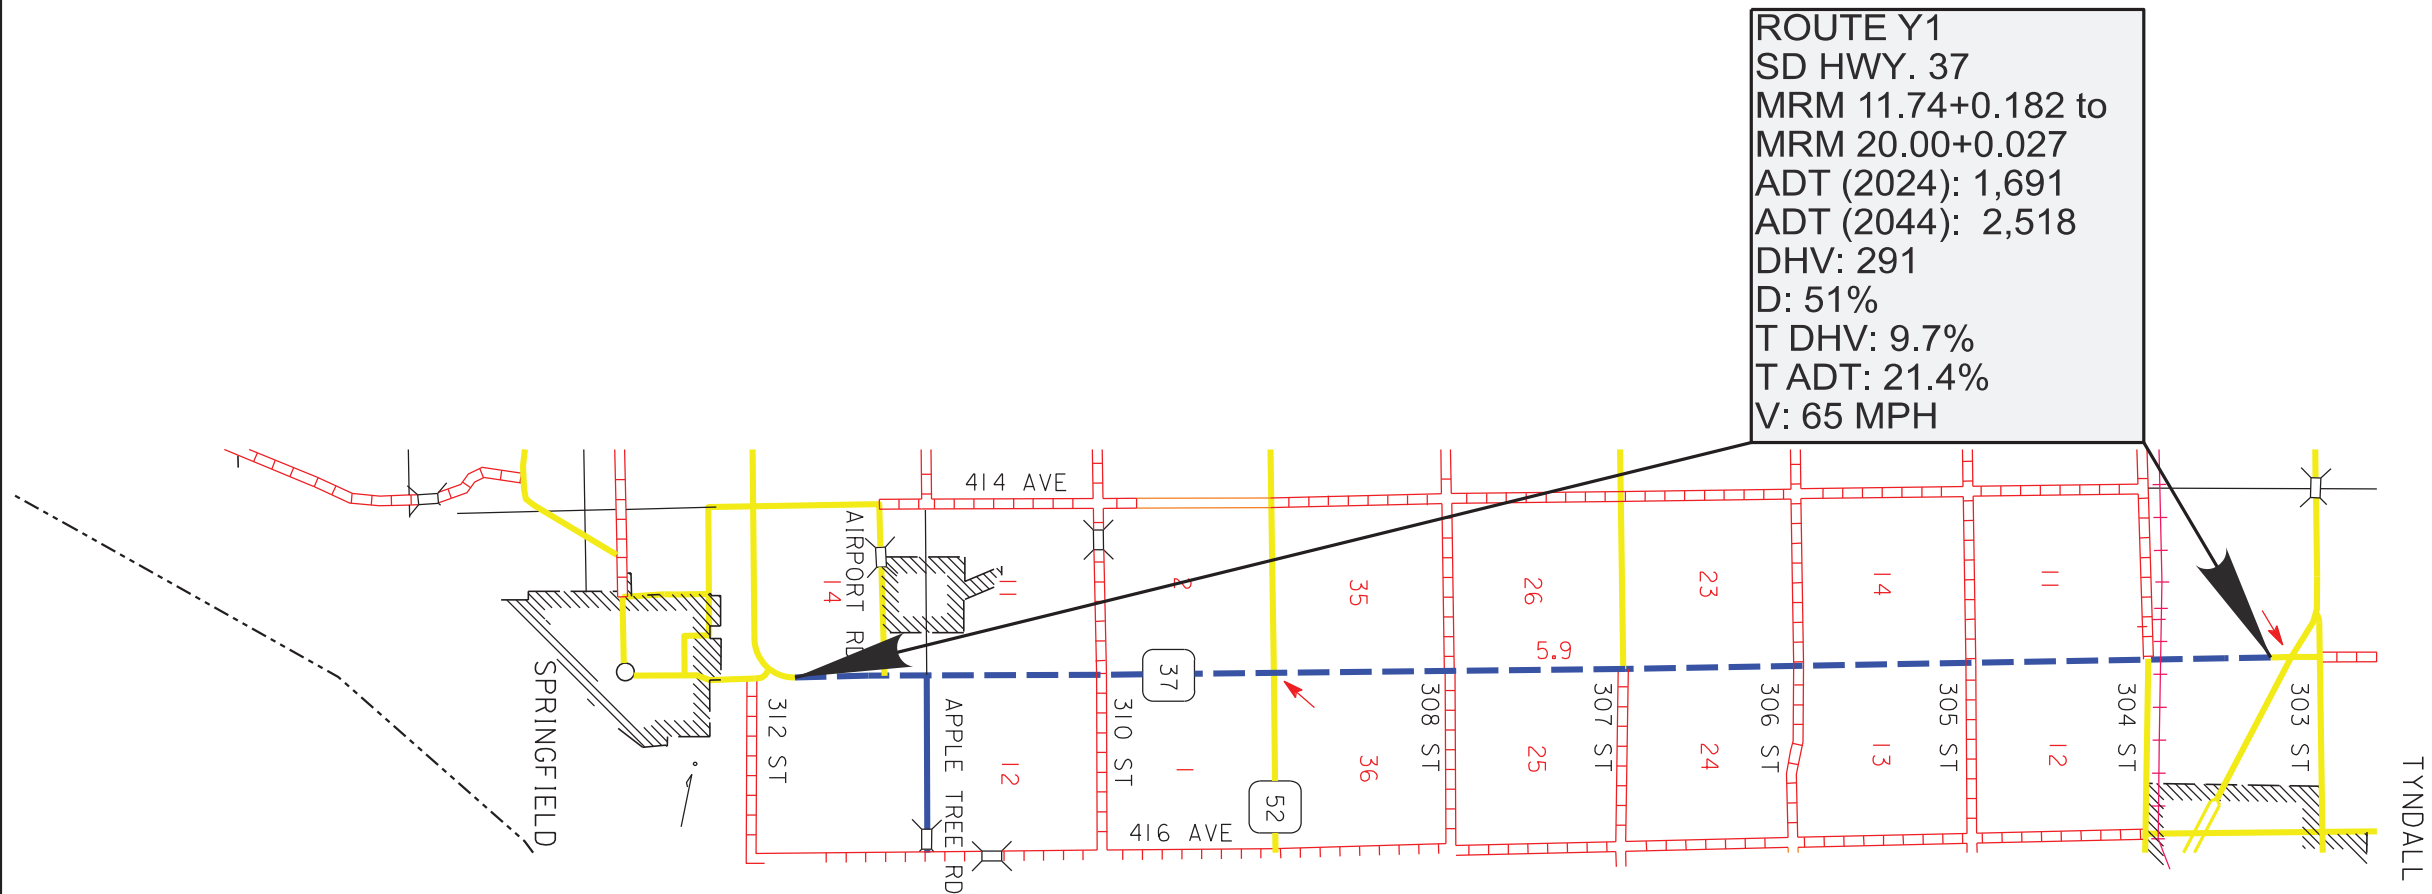 ROUTE Y1
SD HWY. 37
MRM 11.74+0.182 to
MRM 20.00+0.027
ADT (2024): 1,691
ADT (2044): 2,518
DHV: 291
D: 51%
T DHV: 9.7%
T ADT: 21.4%
V: 65 MPH
414 AVE
AIRPORT RD
14
11
2
35
26
23
14
11
5.9
37
SPRINGFIELD
312 ST
APPLE TREE RD
12
310 ST
1
416 AVE
52
36
308 ST
25
307 ST
24
306 ST
13
305 ST
12
304 ST
303 ST
TYNDALL